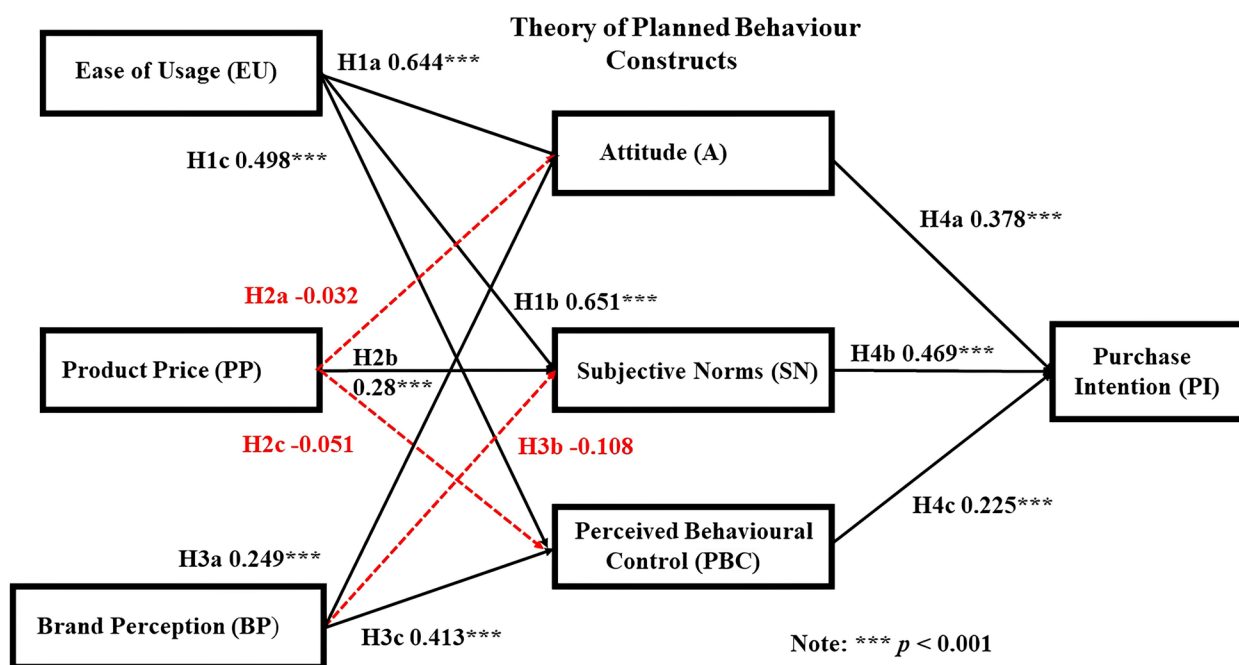 Theory of Planned Behaviour
Constructs
Ease of Usage (EU)
H1a 0.644***
Attitude (A)
H1c 0.498***
H4a 0.378***
H2a -0.032
H1b 0.651***
Product Price (PP)
H2b
0.28***
Subjective Norms (SN)
H4b 0.469***
Purchase
Intention (PI)
H2c -0.051
H3b -0.108
H4c 0.225***
Perceived Behavioural
Control (PBC)
H3a 0.249***
Brand Perception (BP)
H3c 0.413***
Note: *** p < 0.001